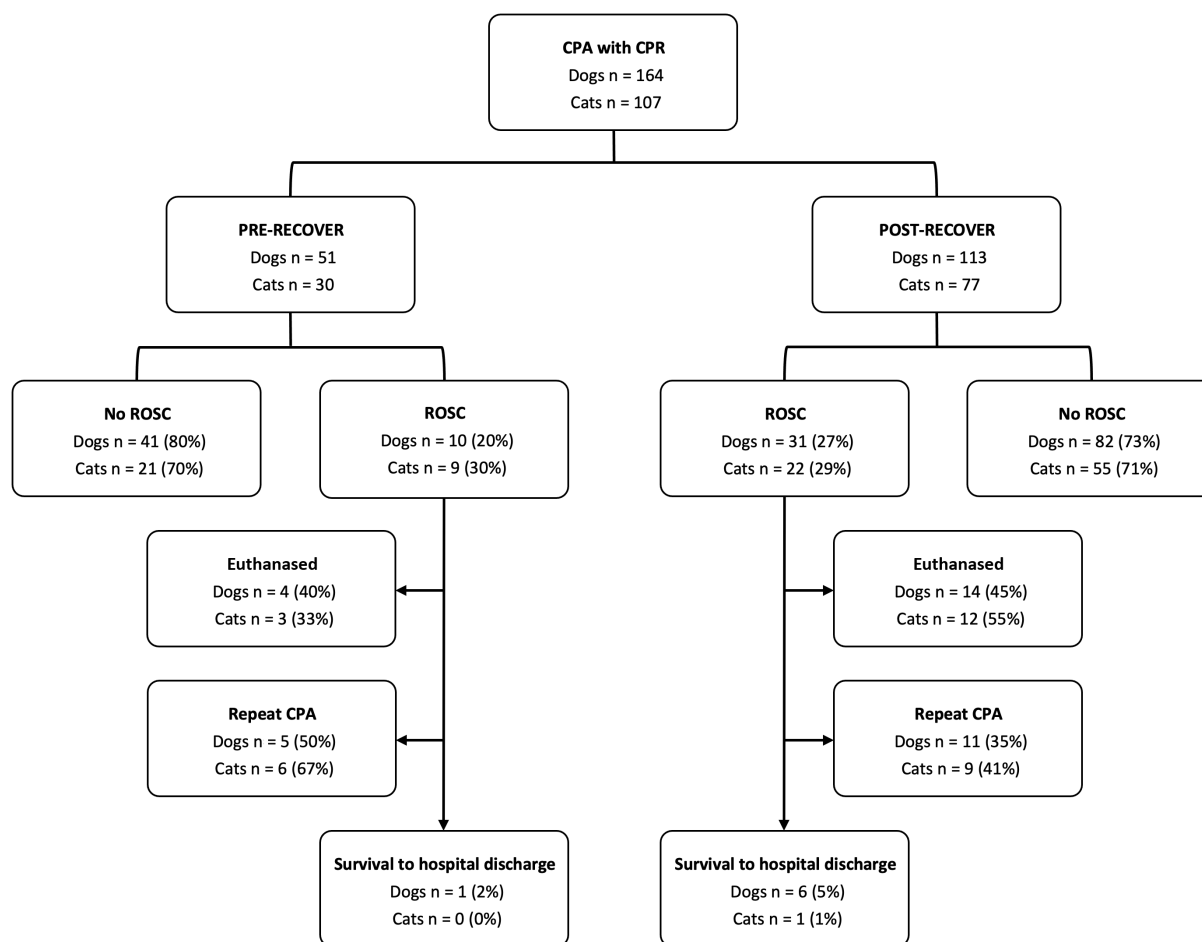 CPA with CPR
Dogs n = 164
Cats n = 107
PRE-RECOVER
Dogs n = 51
Cats n = 30
POST-RECOVER
Dogs n = 113
Cats n = 77
No ROSC
Dogs n = 41 (80%)
Cats n = 21 (70%)
ROSC
Dogs n = 10 (20%)
Cats n = 9 (30%)
ROSC
Dogs n = 31 (27%)
Cats n = 22 (29%)
No ROSC
Dogs n = 82 (73%)
Cats n = 55 (71%)
Euthanased
Dogs n = 4 (40%)
Cats n = 3 (33%)
Euthanased
Dogs n = 14 (45%)
Cats n = 12 (55%)
Repeat CPA
Dogs n = 5 (50%)
Cats n = 6 (67%)
Repeat CPA
Dogs n = 11 (35%)
Cats n = 9 (41%)
Survival to hospital discharge
Dogs n = 1 (2%)
Cats n = 0 (0%)
Survival to hospital discharge
Dogs n = 6 (5%)
Cats n = 1 (1%)